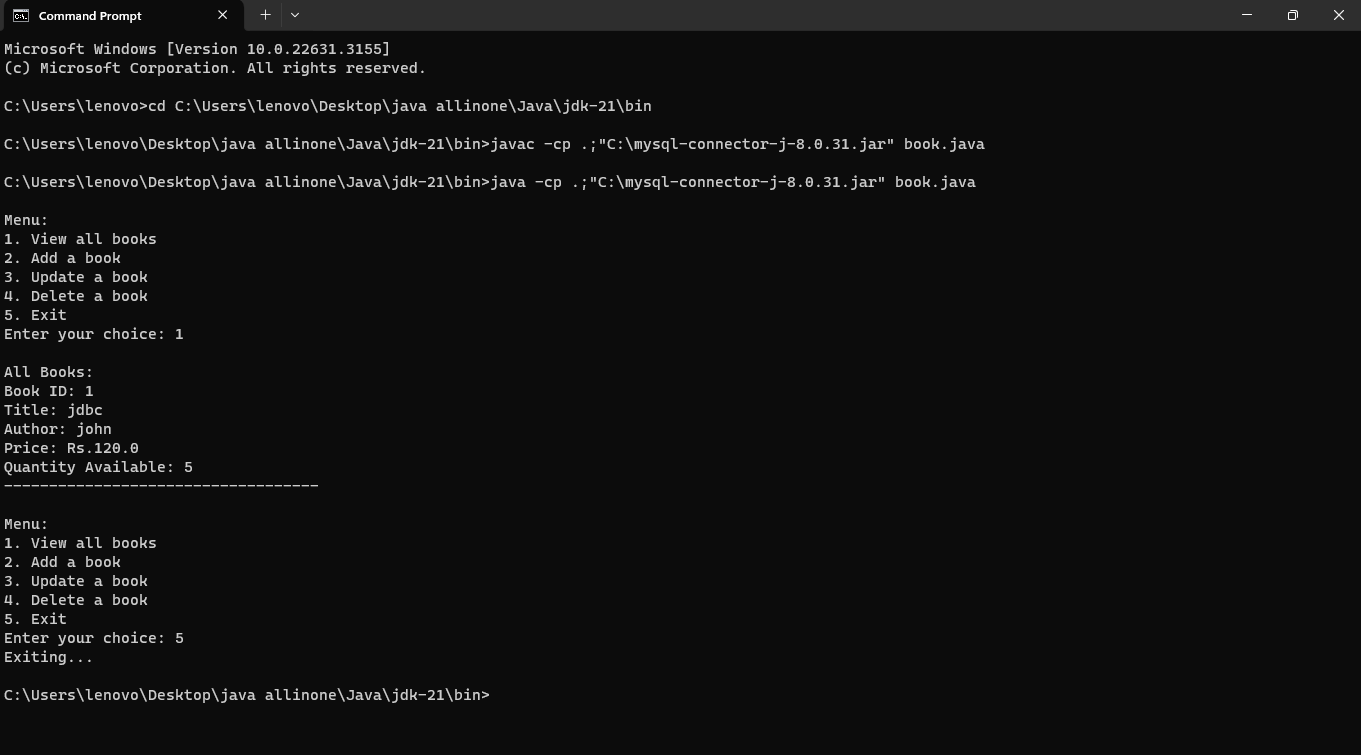 Command Prompt
Microsoft Windows [Version 10.0.22631.3155]
(c) Microsoft Corporation. All rights reserved.
C:\Users\lenovo>cd C:\Users\lenovo\Desktop\java allinone\Java\jdk-21\bin
C:\Users\lenovo\Desktop\java allinone\Java\jdk-21\bin>javac -cp .;"C:\mysql-connector-j-8.0.31.jar" book.java
C:\Users\lenovo\Desktop\java allinone\Java\jdk-21\bin>java -cp .;"C:\mysql-connector-j-8.0.31.jar" book.java
Menu:
1. View all books
2. Add a book
3. Update a book
4. Delete a book
5. Exit
Enter your choice: 1
All Books:
Book ID: 1
Title: jdbc
Author: john
Price: Rs.120.0
Quantity Available: 5
-----------------------------------
Menu:
1. View all books
2. Add a book
3. Update a book
4. Delete a book
5. Exit
Enter your choice: 5
Exiting...
C:\Users\lenovo\Desktop\java allinone\Java\jdk-21\bin>